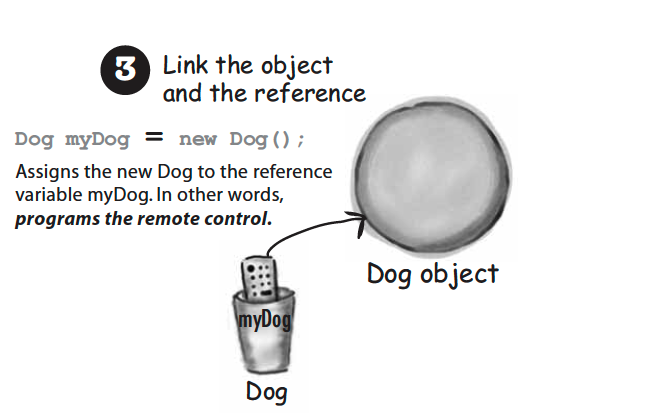 3 Link the object
and the reference
Dog myDog = new Dog();
Assigns the new Dog to the reference
variable myDog. In other words,
programs the remote control.
Dog object
myDog
Dog